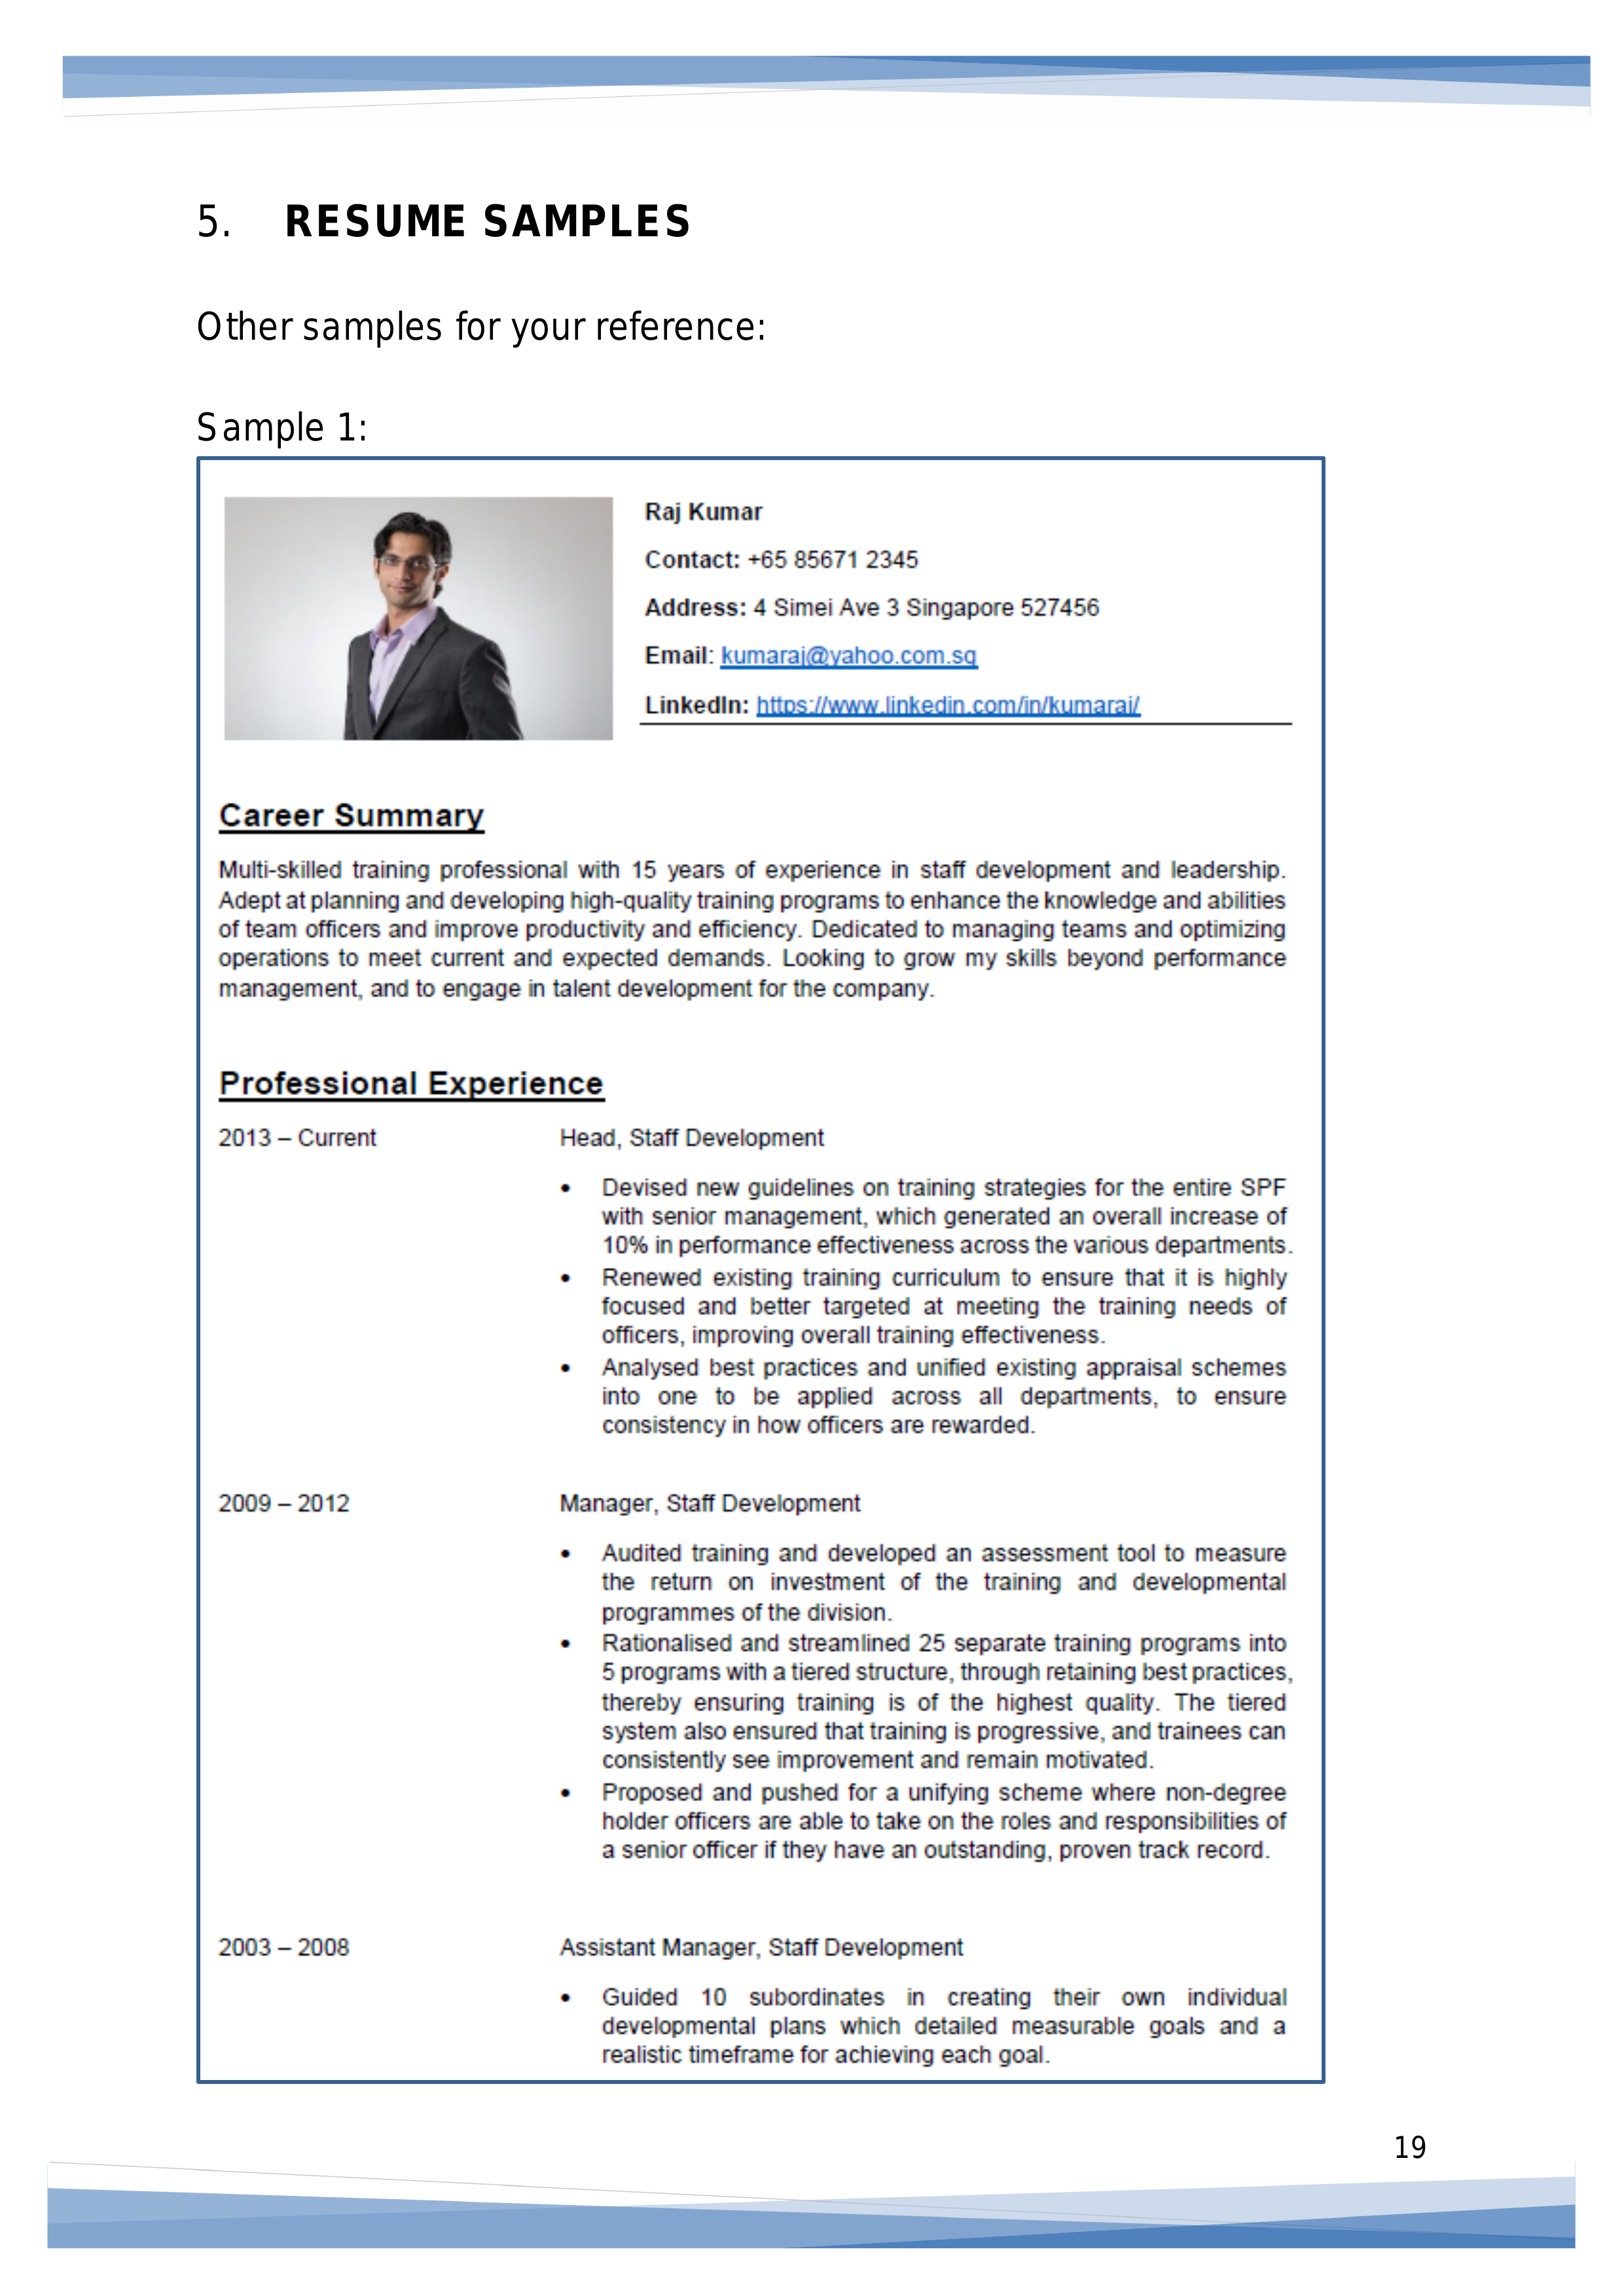 5. RESUME SAMPLES
Other samples for your reference:
Sample 1:
Raj Kumar
Contact: +65 85671 2345
Address: 4 Simei Ave 3 Singapore 527456
Email: kumaraj@yahoo.com.sg
LinkedIn: https://www.linkedin.com/in/kumaraj/
Career Summary
Multi-skilled training professional with 15 years of experience in staff development and leadership.
Adept at planning and developing high-quality training programs to enhance the knowledge and abilities
of team officers and improve productivity and efficiency. Dedicated to managing teams and optimizing
operations to meet current and expected demands. Looking to grow my skills beyond performance
management, and to engage in talent development for the company.
Professional Experience
2013 – Current Head, Staff Development
• Devised new guidelines on training strategies for the entire SPF
with senior management, which generated an overall increase of
10% in performance effectiveness across the various departments.
• Renewed existing training curriculum to ensure that it is highly
focused and better targeted at meeting the training needs of
officers, improving overall training effectiveness.
• Analysed best practices and unified existing appraisal schemes
into one to be applied across all departments, to ensure
consistency in how officers are rewarded.
2009 – 2012 Manager, Staff Development
• Audited training and developed an assessment tool to measure
the return on investment of the training and developmental
programmes of the division.
• Rationalised and streamlined 25 separate training programs into
5 programs with a tiered structure, through retaining best practices,
thereby ensuring training is of the highest quality. The tiered
system also ensured that training is progressive, and trainees can
consistently see improvement and remain motivated.
• Proposed and pushed for a unifying scheme where non-degree
holder officers are able to take on the roles and responsibilities of
a senior officer if they have an outstanding, proven track record.
2003 – 2008 Assistant Manager, Staff Development
• Guided 10 subordinates in creating their own individual
developmental plans which detailed measurable goals and a
realistic timeframe for achieving each goal.
19